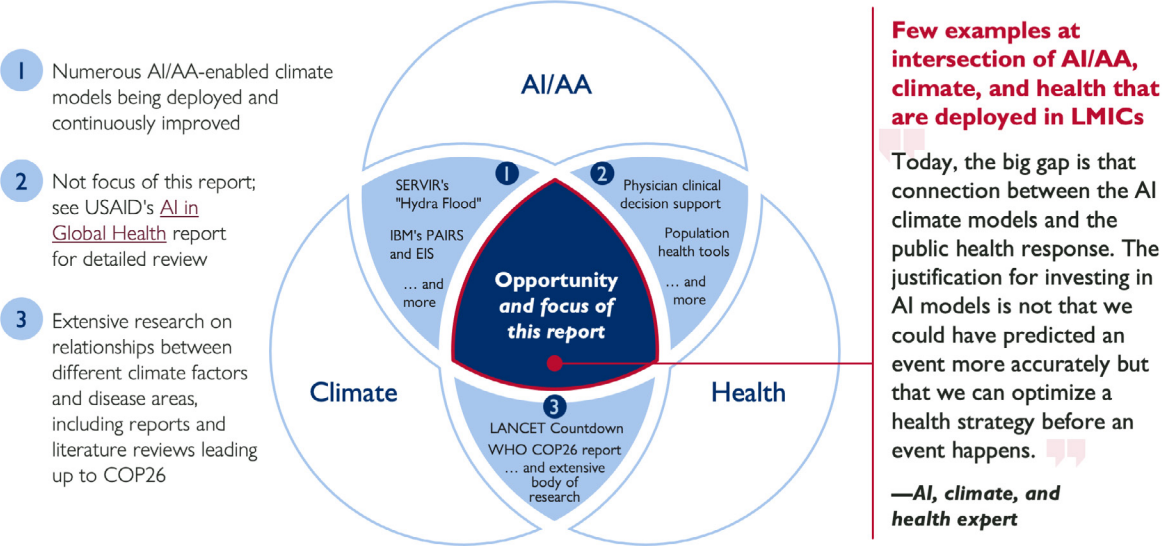 1
Numerous AI/AA-enabled climate
models being deployed and
continuously improved
2
Not focus of this report;
see USAID's AI in
Global Health report
for detailed review
3
Extensive research on
relationships between
different climate factors
and disease areas,
including reports and
literature reviews leading
up to COP26
AI/AA
1
SERVIR's
"Hydra Flood"
IBM's PAIRS
and EIS
... and
more
2
Physician clinical
decision support
Population
health tools
... and
more
Opportunity
and focus of
this report
Climate
Health
3
LANCET Countdown
WHO COP26 report
... and extensive
body of
research
Few examples at
intersection of AI/AA,
climate, and health that
are deployed in LMICs
"
Today, the big gap is that
connection between the AI
climate models and the
public health response. The
justification for investing in
AI models is not that we
could have predicted an
event more accurately but
that we can optimize a
health strategy before an
event happens. "
—AI, climate, and
health expert